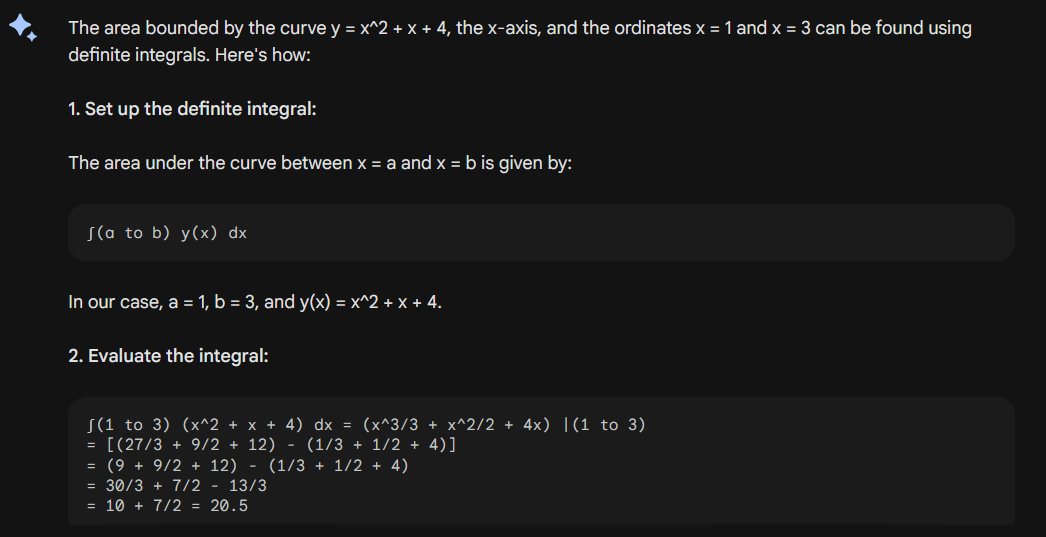 The area bounded by the curve y = x^2 + x + 4, the x-axis, and the ordinates x = 1 and x = 3 can be found using
definite integrals. Here's how:
1. Set up the definite integral:
The area under the curve between x = a and x = b is given by:
∫(a to b) y(x) dx
In our case, a = 1, b = 3, and y(x) = x^2 + x + 4.
2. Evaluate the integral:
∫(1 to 3) (x^2 + x + 4) dx = (x^3/3 + x^2/2 + 4x) |(1 to 3)
= [(27/3 + 9/2 + 12) - (1/3 + 1/2 + 4)]
= (9 + 9/2 + 12) - (1/3 + 1/2 + 4)
= 30/3 + 7/2 - 13/3
= 10 + 7/2 = 20.5